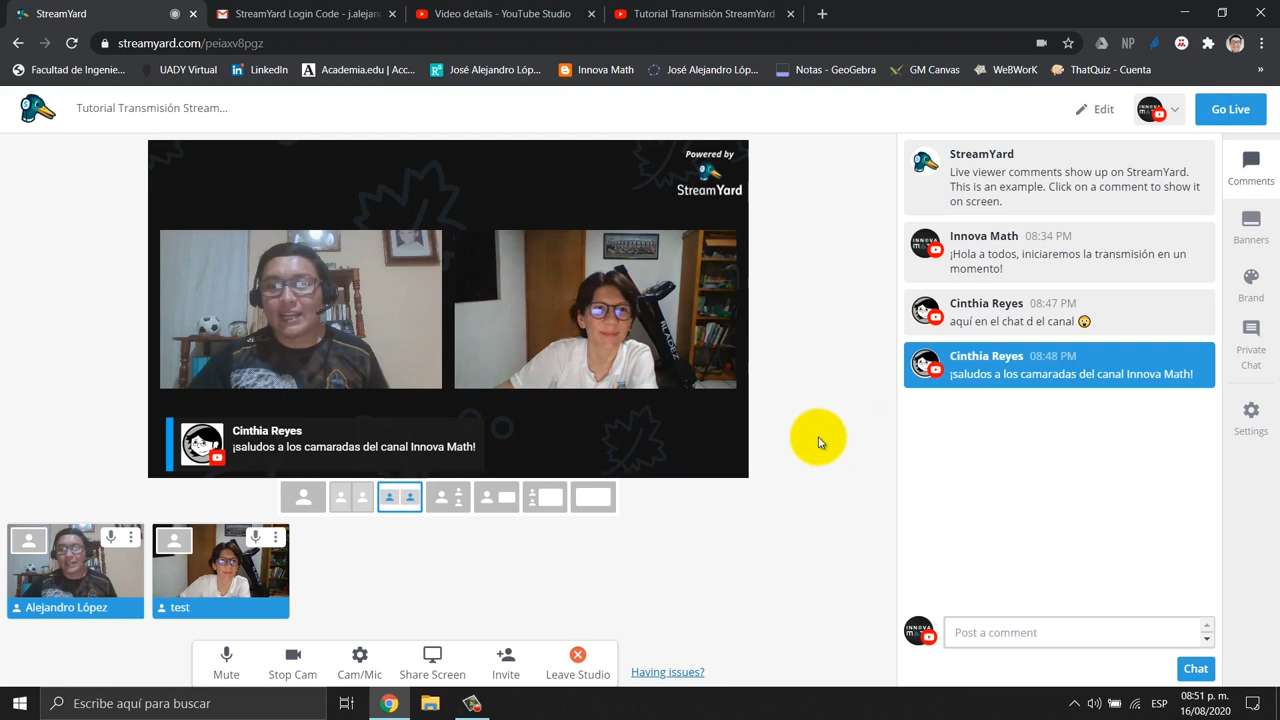 StreamYard
StreamYard Login Code - j.alejan
Video details - YouTube Studio
Tutorial Transmisión StreamYard
streamyard.com/peiaxv8pgz
NP
Facultad de Ingenie...
UADY Virtual
LinkedIn
Academia.edu | Acc...
José Alejandro Lóp...
Innova Math
José Alejandro Lóp...
Notas - GeoGebra
GM Canvas
WeBWorK
ThatQuiz - Cuenta
»
Tutorial Transmisión Stream...
Edit
Go Live
Powered by
StreamYard
Cinthia Reyes
¡saludos a los camaradas del canal Innova Math!
StreamYard
Live viewer comments show up on StreamYard.
This is an example. Click on a comment to show it
on screen.
Innova Math 08:34 PM
¡Hola a todos, iniciaremos la transmisión en un
momento!
Cinthia Reyes 08:47 PM
aquí en el chat d el canal 😮
Cinthia Reyes 08:48 PM
¡saludos a los camaradas del canal Innova Math!
Comments
Banners
Brand
Private
Chat
Settings
Alejandro López
test
Mute
Stop Cam
Cam/Mic
Share Screen
Invite
Leave Studio
Having issues?
Post a comment
Chat
Escribe aquí para buscar
ESP
08:51 p. m.
16/08/2020